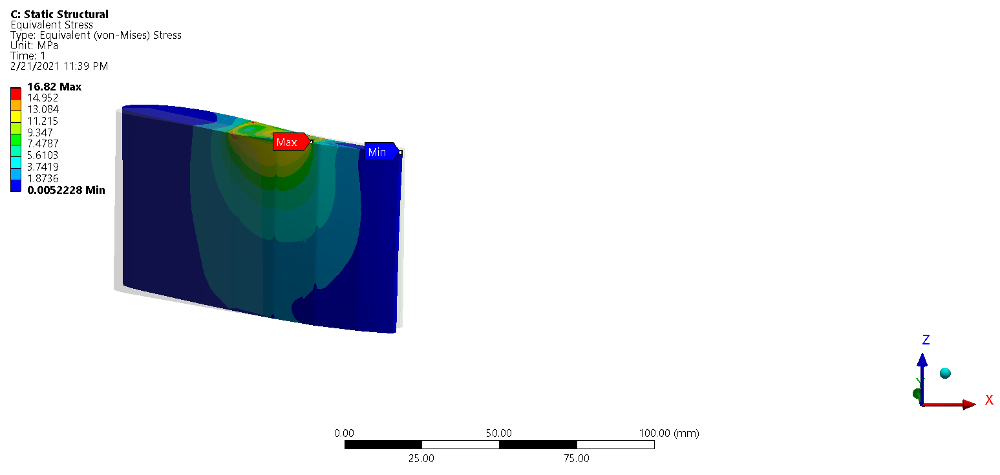 C: Static Structural
Equivalent Stress
Type: Equivalent (von-Mises) Stress
Unit: MPa
Time: 1
2/21/2021 11:39 PM
16.82 Max
14.952
13.084
11.215
9.347
7.4787
5.6103
3.7419
1.8736
0.0052228 Min
Max
Min
Z
Y
X
0.00 50.00 100.00 (mm)
25.00 75.00